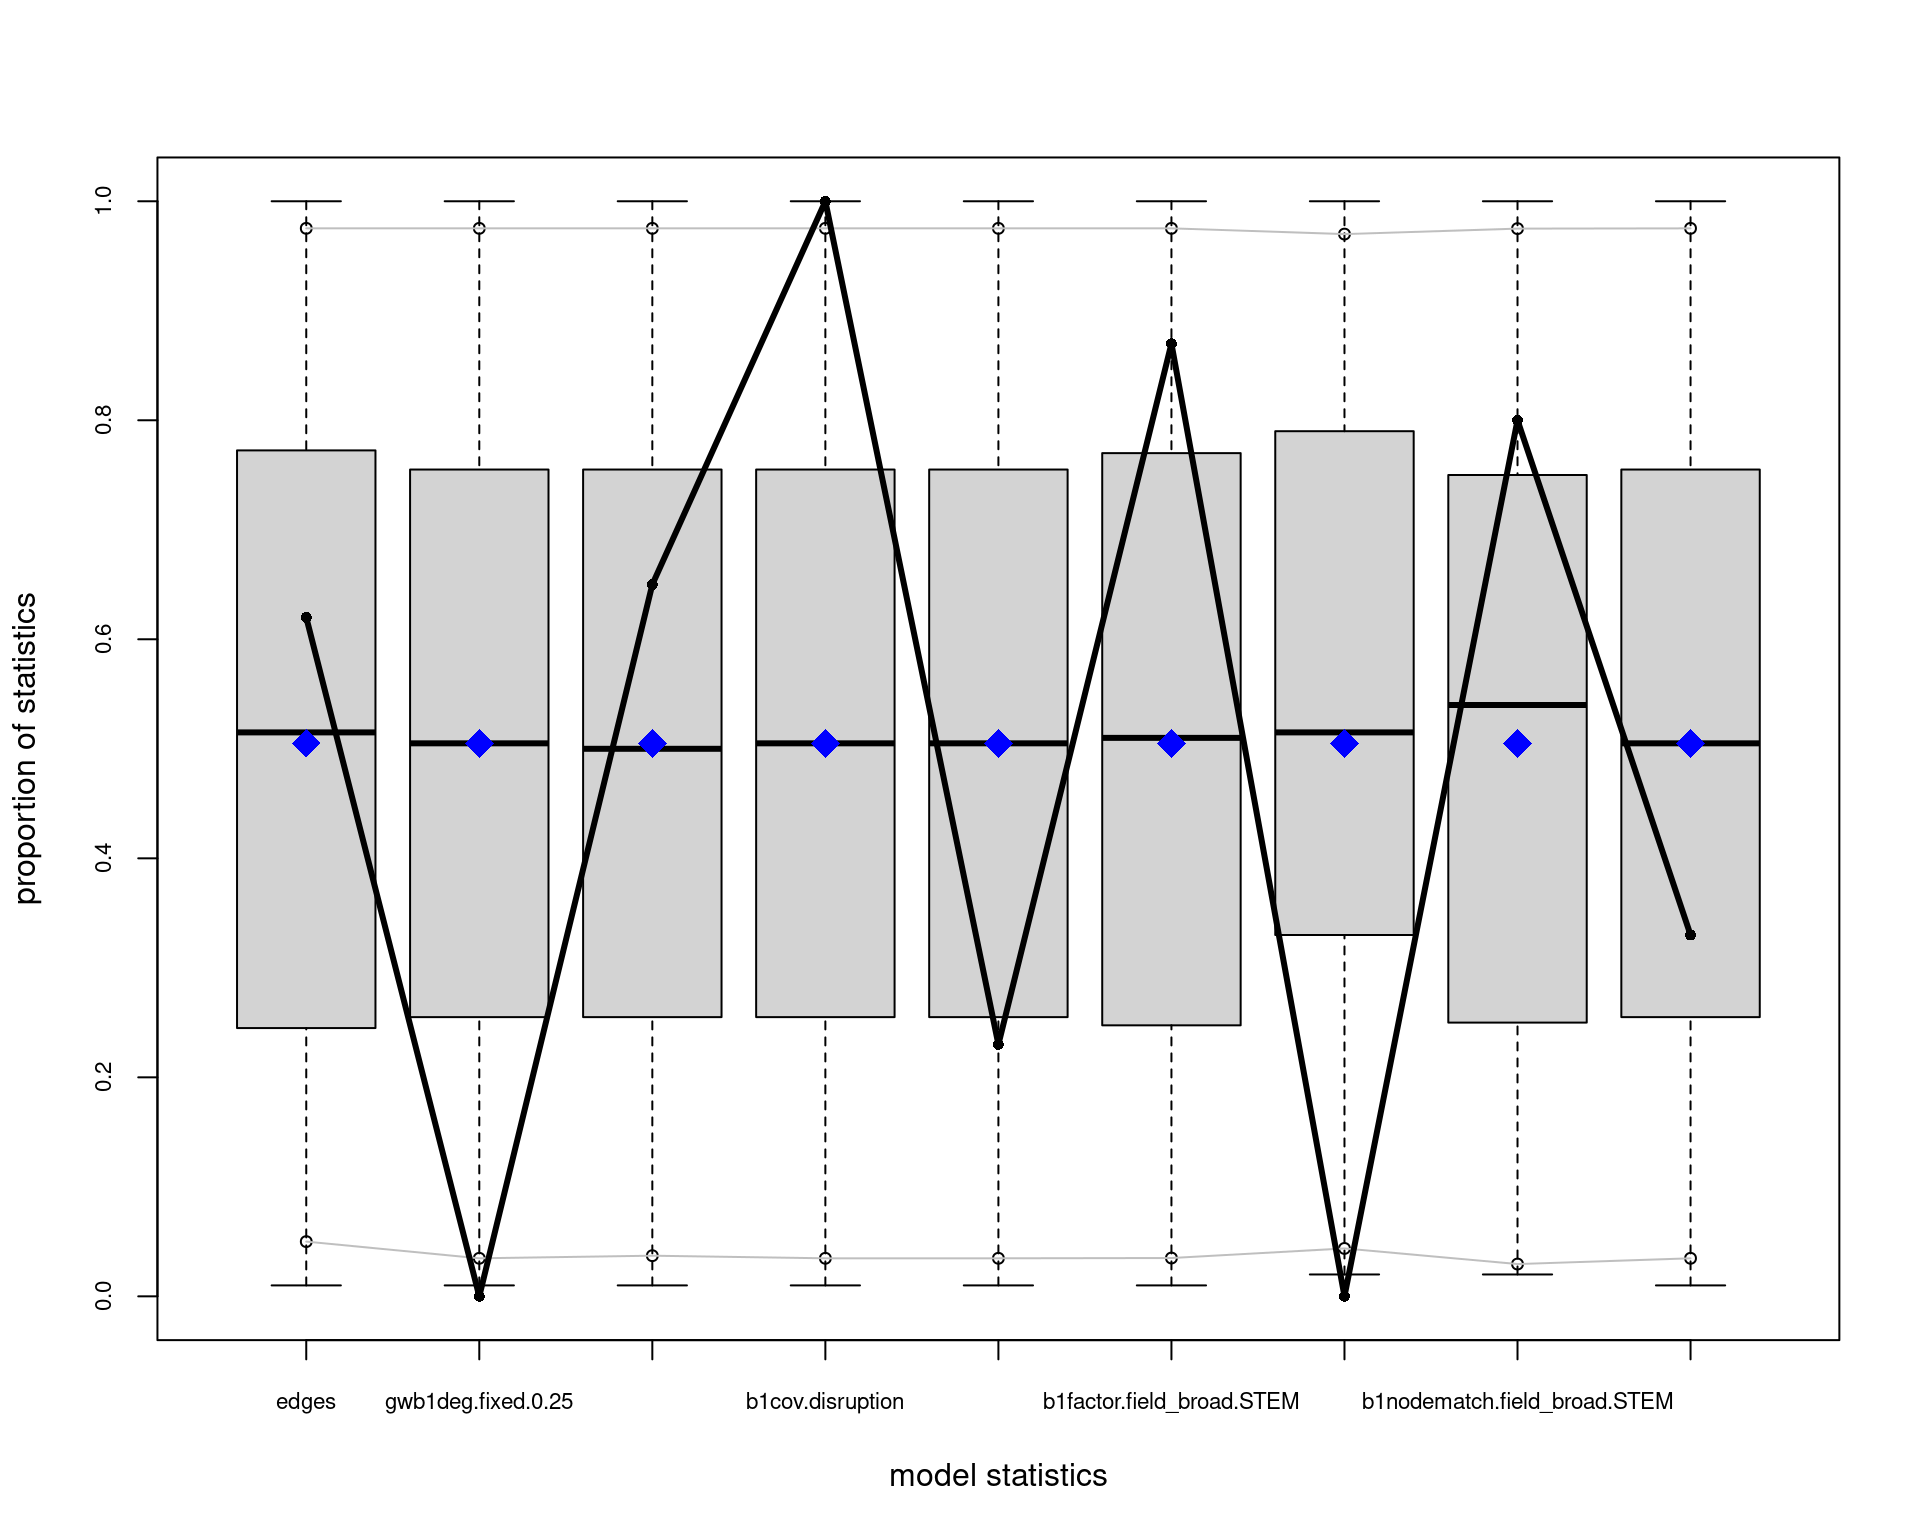 proportion of statistics
1.0
0.8
0.6
0.4
0.2
0.0
edges gwb1deg.fixed.0.25 b1cov.disruption b1factor.field_broad.STEM b1nodematch.field_broad.STEM
model statistics